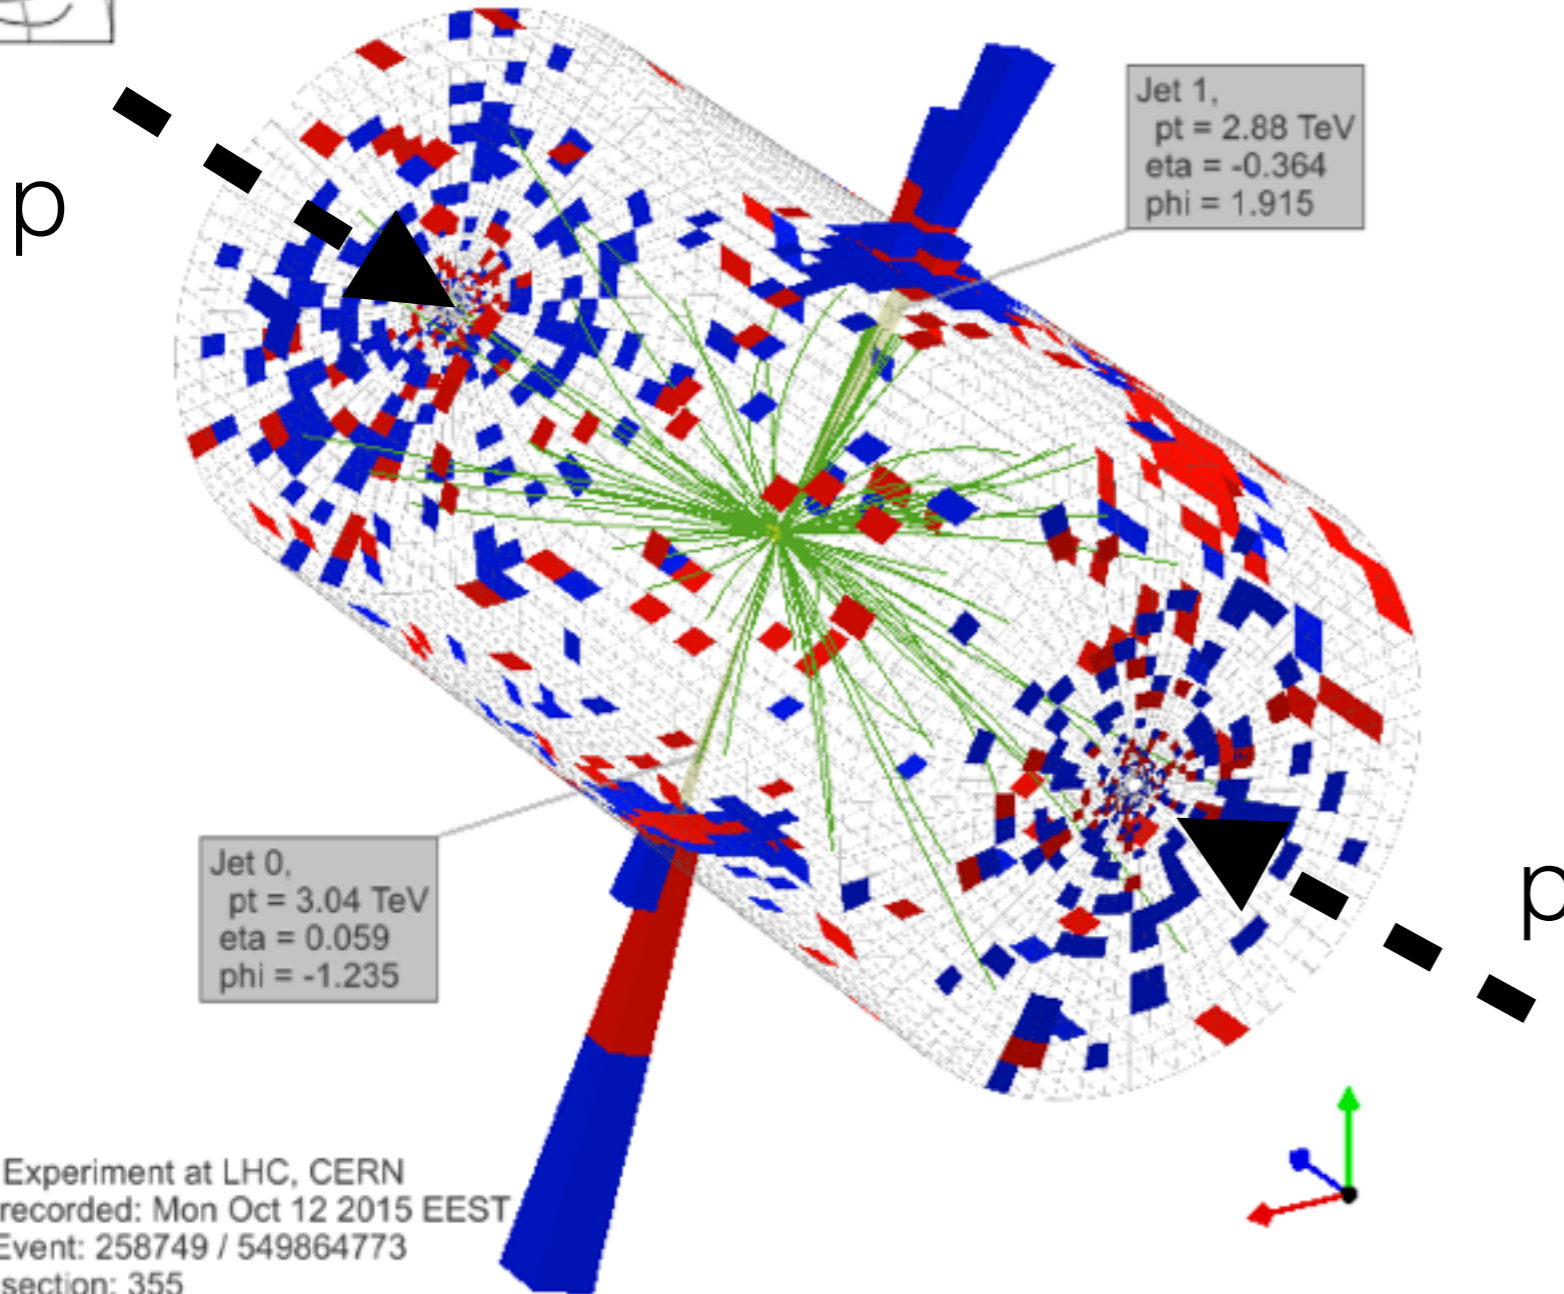 p
Jet 1,
pt = 2.88 TeV
eta = -0.364
phi = 1.915
Jet 0,
pt = 3.04 TeV
eta = 0.059
phi = -1.235
p
Experiment at LHC, CERN
recorded: Mon Oct 12 2015 EEST
Event: 258749 / 549864773
section: 355